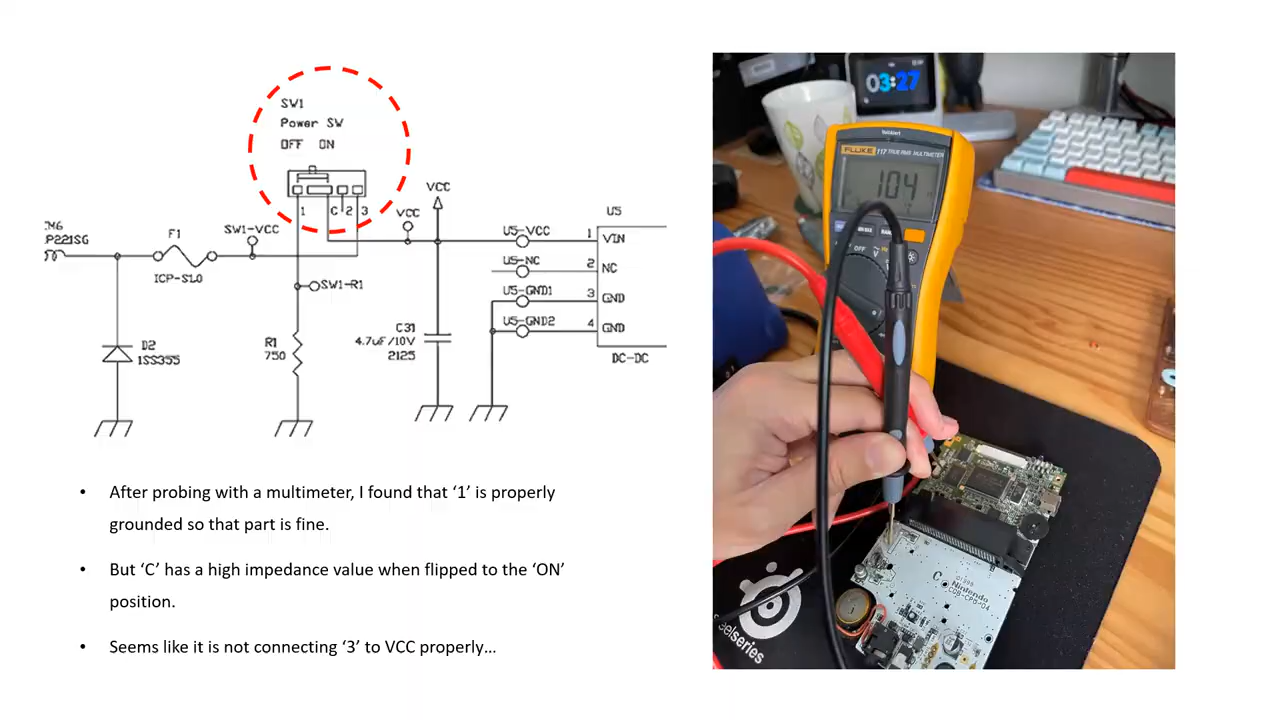 SW1
Power SW
OFF ON
1 C 2 3
VCC
VCC
SW1-VCC
F1
ICP-S1.0
SW1-R1
D2
1SS355
R1
750
C31
4.7uF/10V
2125
U5
U5-VCC
1
VIN
U5-NC
2
NC
U5-GND1
3
GND
U5-GND2
4
GND
DC-DC
• After probing with a multimeter, I found that ‘1’ is properly
grounded so that part is fine.
• But ‘C’ has a high impedance value when flipped to the ‘ON’
position.
• Seems like it is not connecting ‘3’ to VCC properly…
03:27
FLUKE 117 TRUE RMS MULTIMETER
104
OFF
C
Nintendo
steelseries